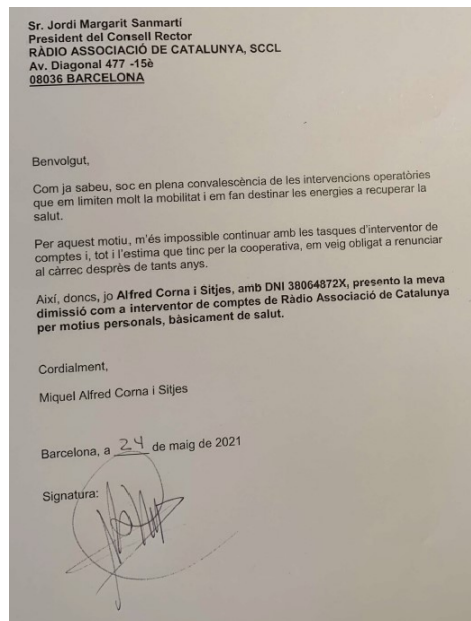 Sr. Jordi Margarit Sanmartí
President del Consell Rector
RÀDIO ASSOCIACIÓ DE CATALUNYA, SCCL
Av. Diagonal 477 -15è
08036 BARCELONA
Benvolgut,
Com ja sabeu, soc en plena convalescència de les intervencions operatòries
que em limiten molt la mobilitat i em fan destinar les energies a recuperar la
salut.
Per aquest motiu, m'és impossible continuar amb les tasques d'interventor de
comptes i, tot i l'estima que tinc per la cooperativa, em veig obligat a renunciar
al càrrec desprès de tants anys.
Així, doncs, jo Alfred Corna i Sitjes, amb DNI 38064872X, presento la meva
dimissió com a interventor de comptes de Ràdio Associació de Catalunya
per motius personals, bàsicament de salut.
Cordialment,
Miquel Alfred Corna i Sitjes
Barcelona, a 24 de maig de 2021
Signatura: